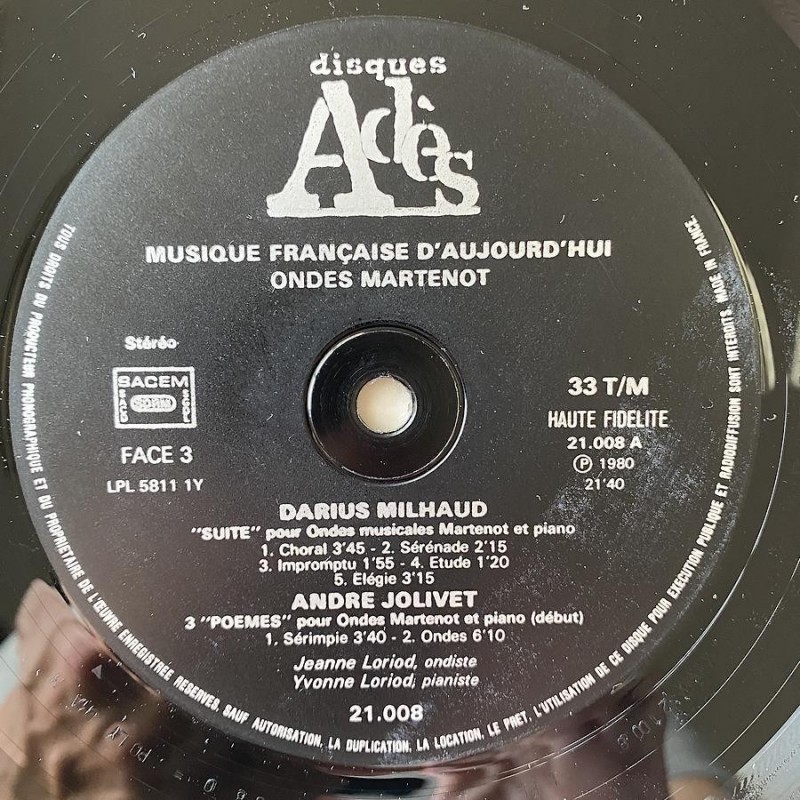 disques
Adès
MUSIQUE FRANÇAISE D'AUJOURD'HUI
ONDES MARTENOT
Stéréo
SACEM
SDRM
SACD
SGDL
FACE 3
LPL 5811 1Y
33 T/M
HAUTE FIDELITE
21.008 A
Ⓟ 1980
21'40
DARIUS MILHAUD
"SUITE" pour Ondes musicales Martenot et piano
1. Choral 3'45 - 2. Sérénade 2'15
3. Impromptu 1'55 - 4. Etude 1'20
5. Elégie 3'15
ANDRE JOLIVET
3 "POEMES" pour Ondes Martenot et piano (début)
1. Sérimpie 3'40 - 2. Ondes 6'10
Jeanne Loriod, ondiste
Yvonne Loriod, pianiste
21.008
TOUS DROITS DU PRODUCTEUR PHONOGRAPHIQUE ET DU PROPRIETAIRE DE L'ŒUVRE ENREGISTREE RESERVES. SAUF AUTORISATION, LA DUPLICATION, LA LOCATION, LE PRET, L'UTILISATION DE CE DISQUE POUR EXECUTION PUBLIQUE ET RADIODIFFUSION SONT INTERDITS. MADE IN FRANCE.